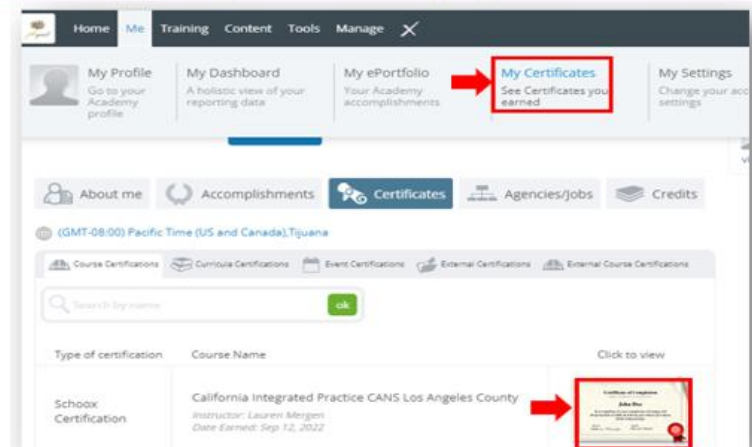 Home Me Training Content Tools Manage
My Profile
Go to your
Academy
profile
My Dashboard
A holistic view of your
reporting data
My ePortfolio
Your Academy
accomplishments
My Certificates
See Certificates you
earned
My Settings
Change your acc
settings
About me Accomplishments Certificates Agencies/Jobs Credits
(GMT-08:00) Pacific Time (US and Canada),Tijuana
Course Certifications Curricula Certifications Event Certifications External Certifications External Course Certifications
Search by name ok
Type of certification Course Name Click to view
Schoox
Certification
California Integrated Practice CANS Los Angeles County
Instructor: Lauren Mergen
Date Earned: Sep 12, 2022
Certificate of Completion
John Doe